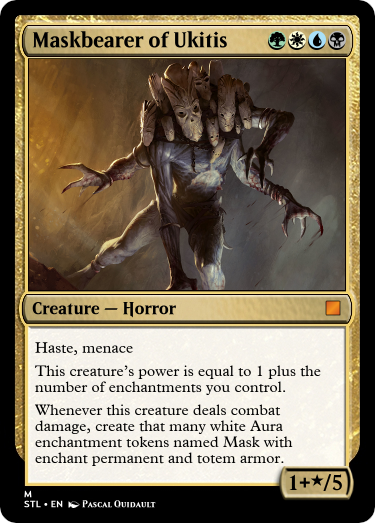 Maskbearer of Ukitis
Creature — Horror
Haste, menace
This creature's power is equal to 1 plus the
number of enchantments you control.
Whenever this creature deals combat
damage, create that many white Aura
enchantment tokens named Mask with
enchant permanent and totem armor.
1+★/5
M
STL • EN Pascal Quidault